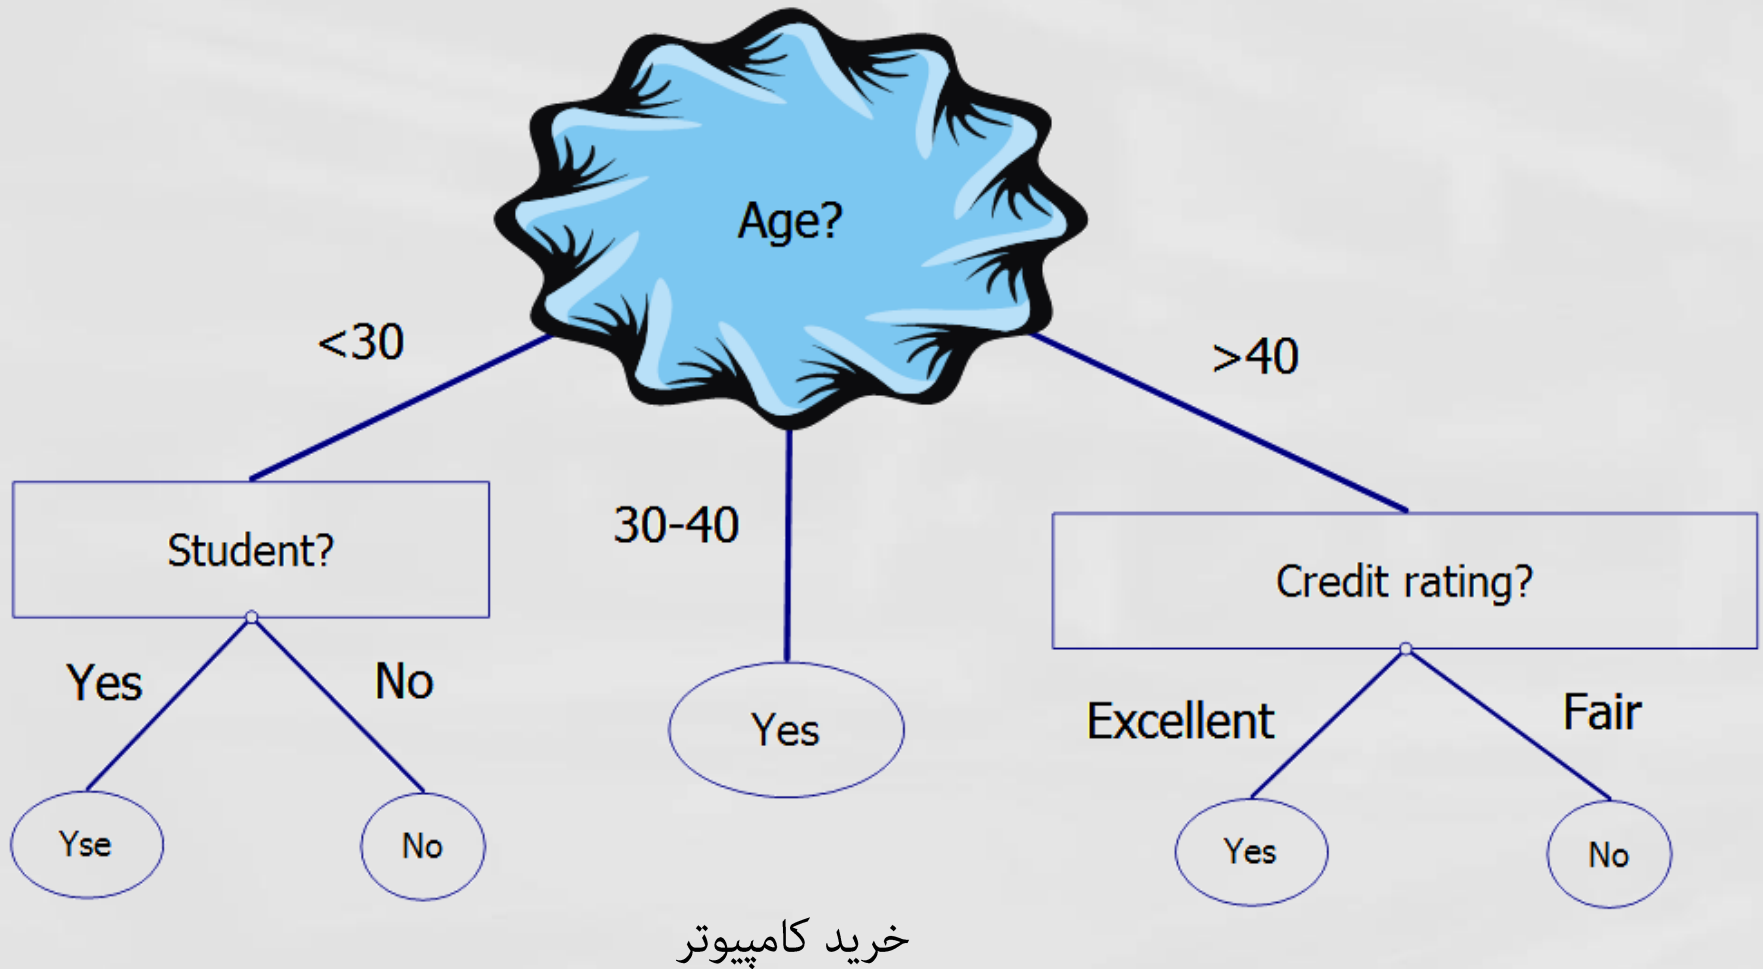 Age?
<30
>40
30-40
Student?
Credit rating?
Yes
No
Excellent
Fair
Yes
Yse
No
Yes
No
خرید کامپیوتر